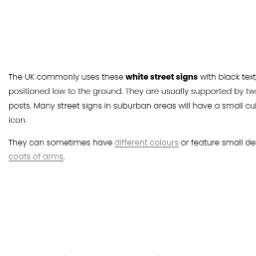 The UK commonly uses these white street signs with black text,
positioned low to the ground. They are usually supported by tw
posts. Many street signs in suburban areas will have a small cul
icon.
They can sometimes have different colours or feature small de
coats of arms.